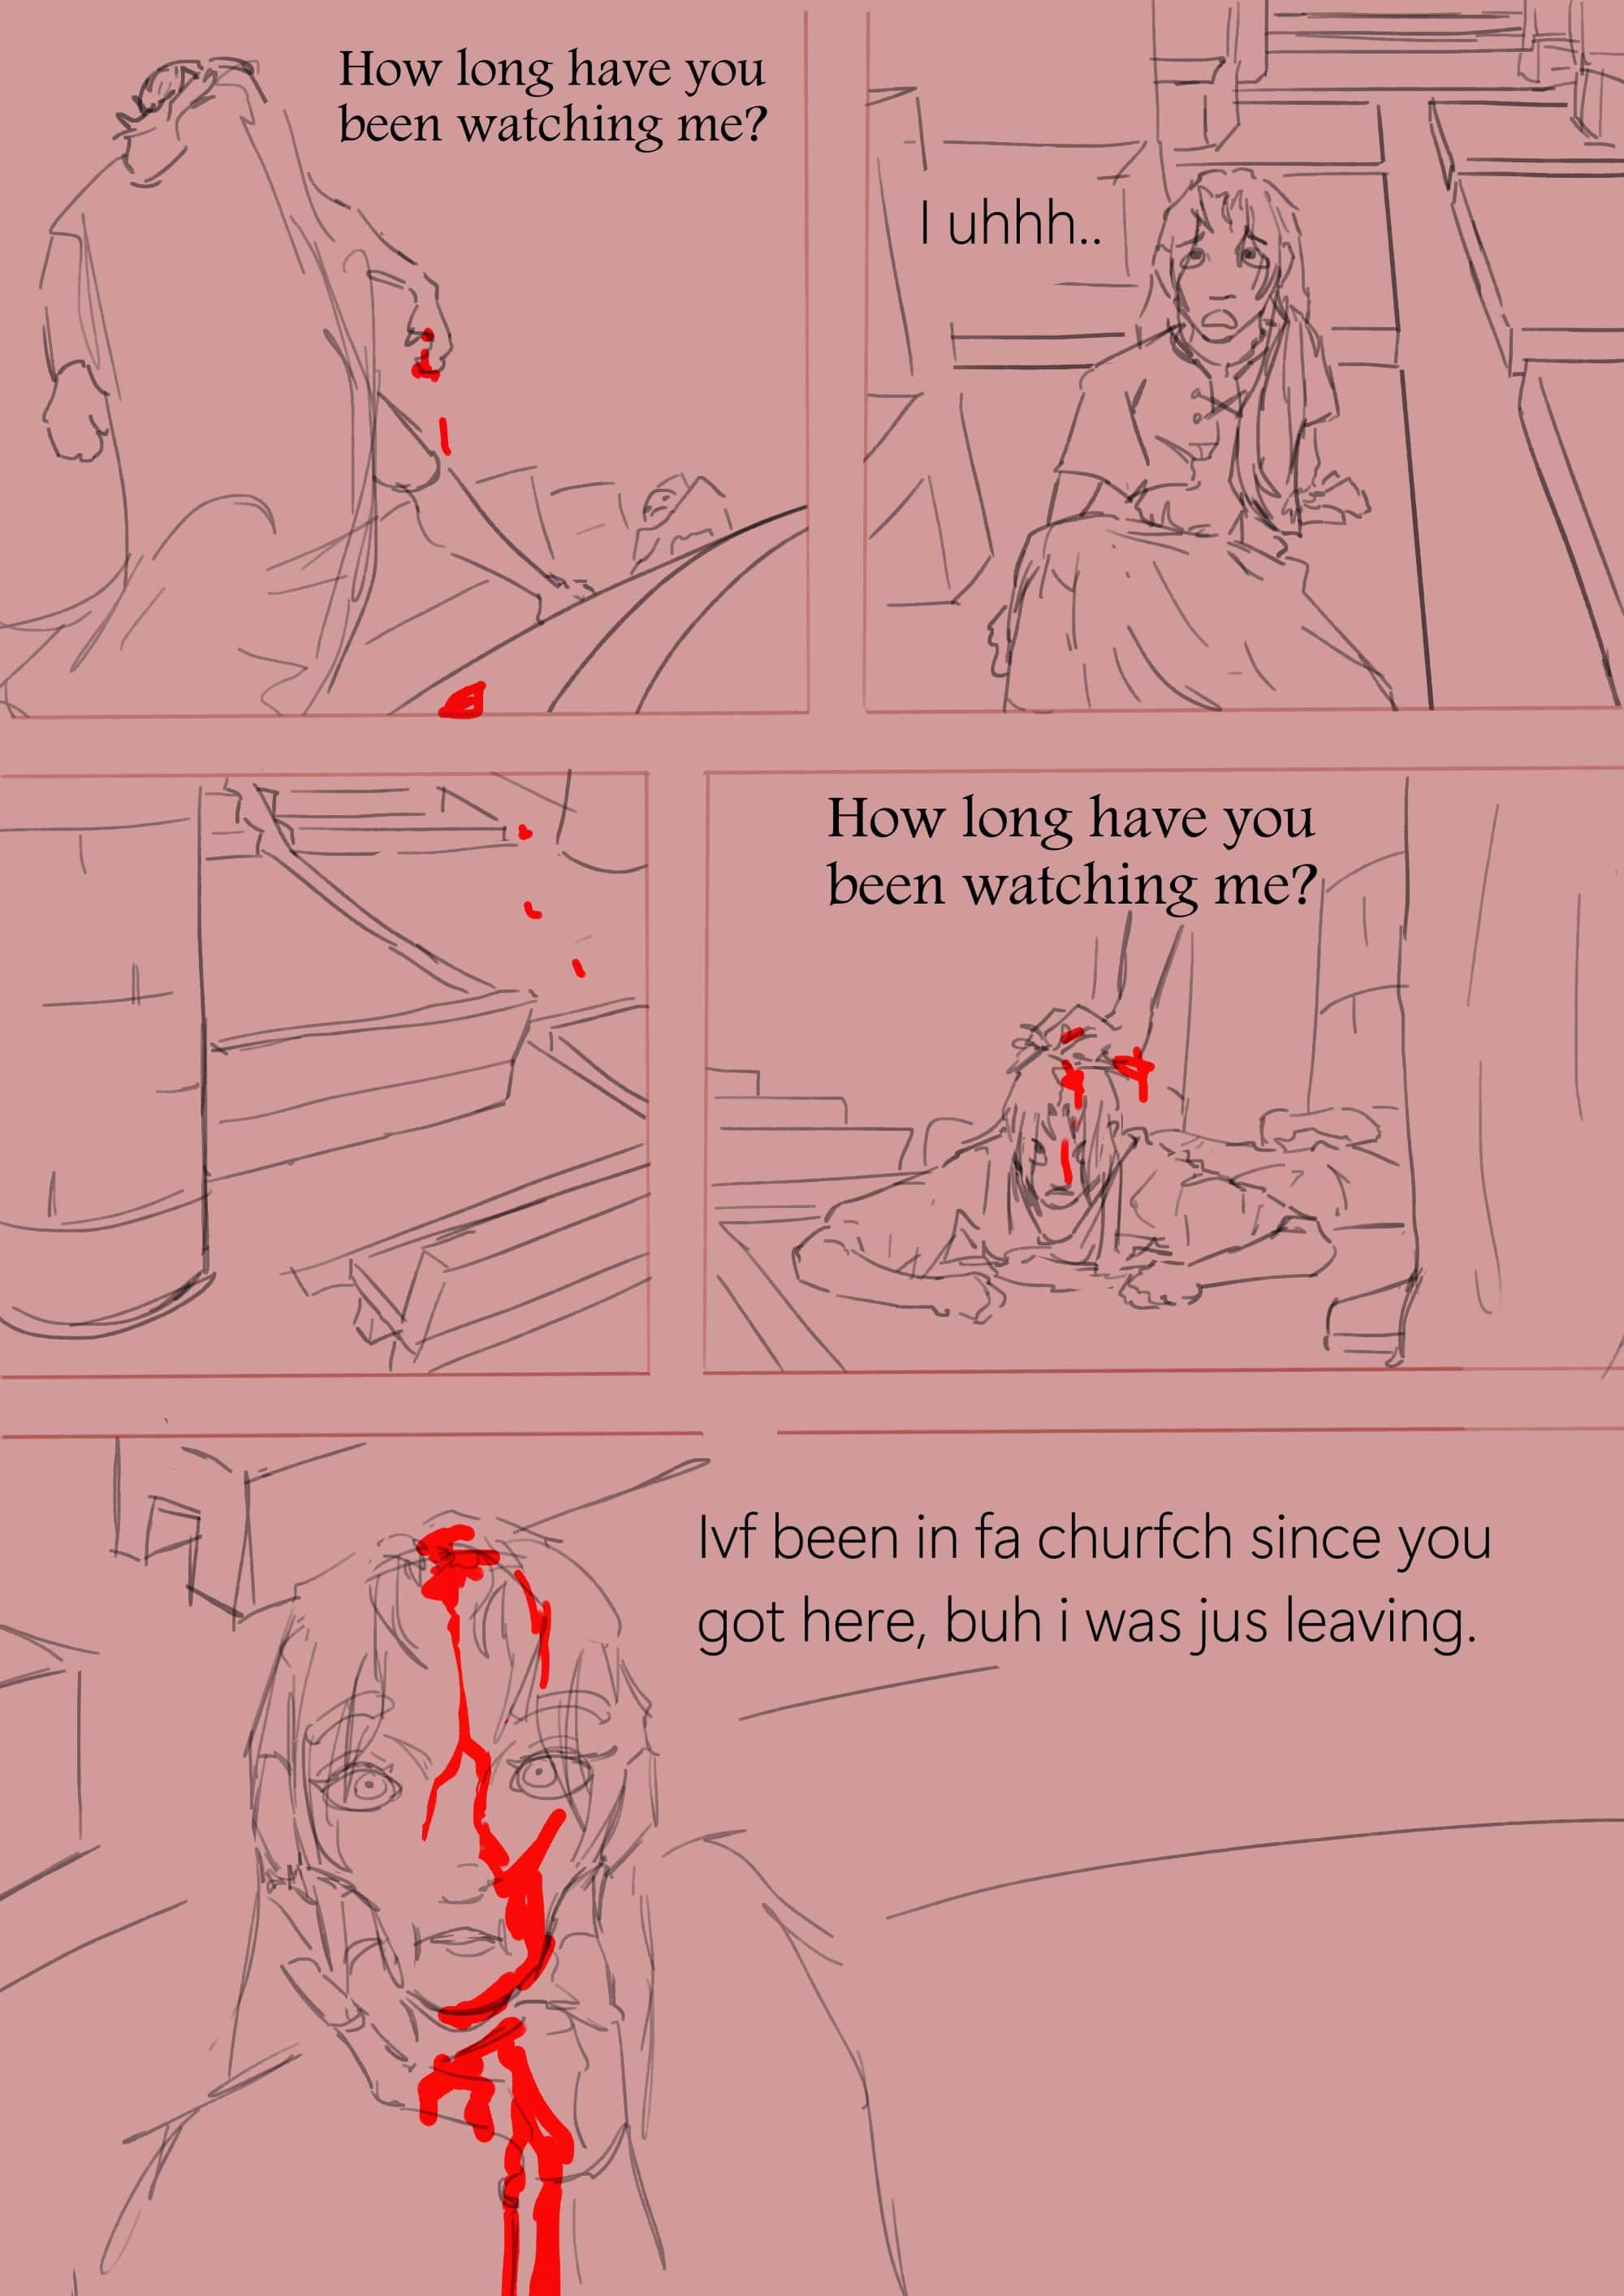 How long have you
been watching me?
I uhhh..
How long have you
been watching me?
Ivf been in fa churfch since you
got here, buh i was jus leaving.